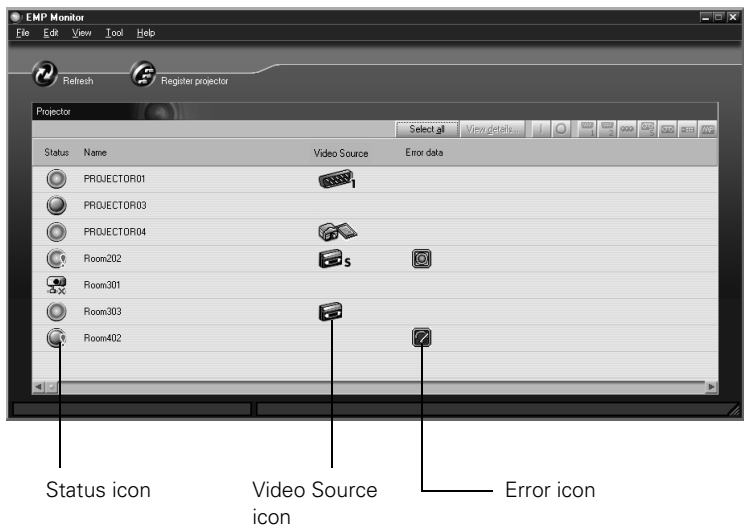 EMP Monitor
File Edit View Tool Help
Refresh Register projector
Projector
Select all View details...
Status Name Video Source Error data
PROJECTOR01 1
PROJECTOR03
PROJECTOR04
Room202 S
Room301
Room303
Room402
Status icon
Video Source
icon
Error icon